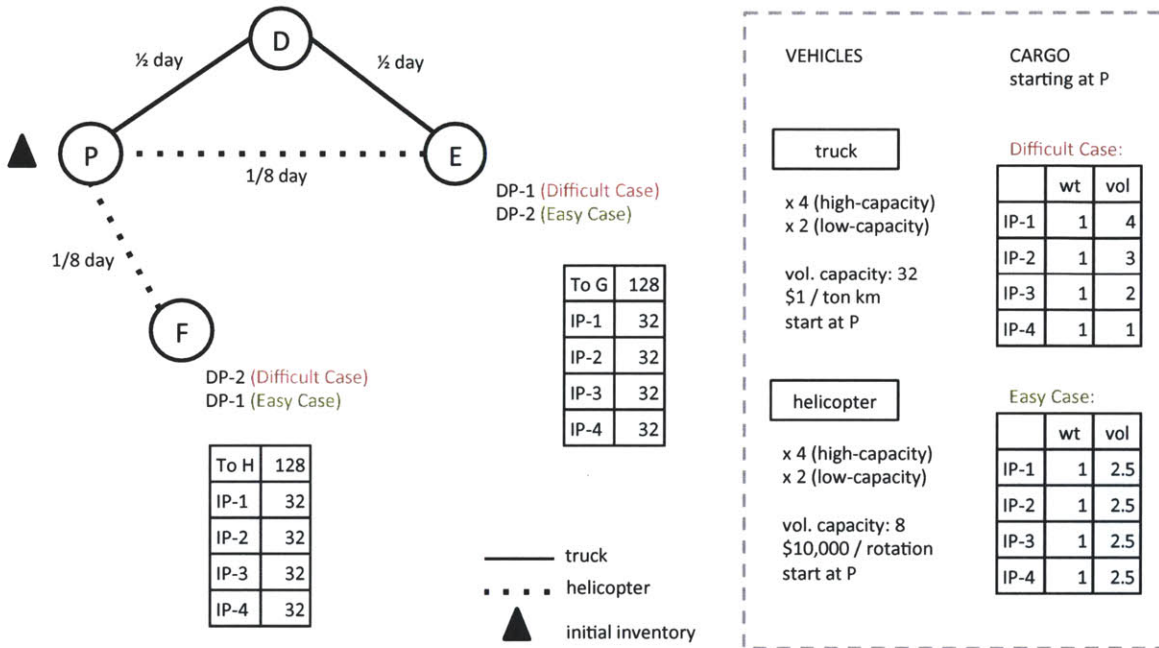 D
½ day
½ day
P
E
1/8 day
DP-1 (Difficult Case)
DP-2 (Easy Case)
1/8 day
F
DP-2 (Difficult Case)
DP-1 (Easy Case)
To G 128
IP-1 32
IP-2 32
IP-3 32
IP-4 32
To H 128
IP-1 32
IP-2 32
IP-3 32
IP-4 32
truck
helicopter
initial inventory
VEHICLES
truck
x 4 (high-capacity)
x 2 (low-capacity)
vol. capacity: 32
$1 / ton km
start at P
helicopter
x 4 (high-capacity)
x 2 (low-capacity)
vol. capacity: 8
$10,000 / rotation
start at P
CARGO
starting at P
Difficult Case:
wt vol
IP-1 1 4
IP-2 1 3
IP-3 1 2
IP-4 1 1
Easy Case:
wt vol
IP-1 1 2.5
IP-2 1 2.5
IP-3 1 2.5
IP-4 1 2.5